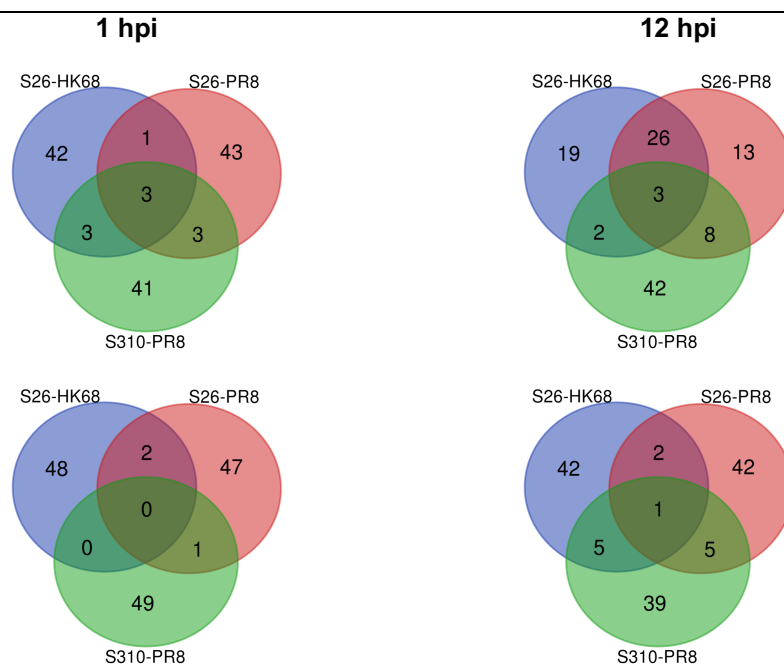 1 hpi 12 hpi
S26-HK68 S26-PR8 S26-HK68 S26-PR8
1 26
42 43 19 13
3 3
3 3 2 8
41 42
S310-PR8 S310-PR8
S26-HK68 S26-PR8 S26-HK68 S26-PR8
2 2
48 47 42 42
0 1
0 1 5 5
49 39
S310-PR8 S310-PR8